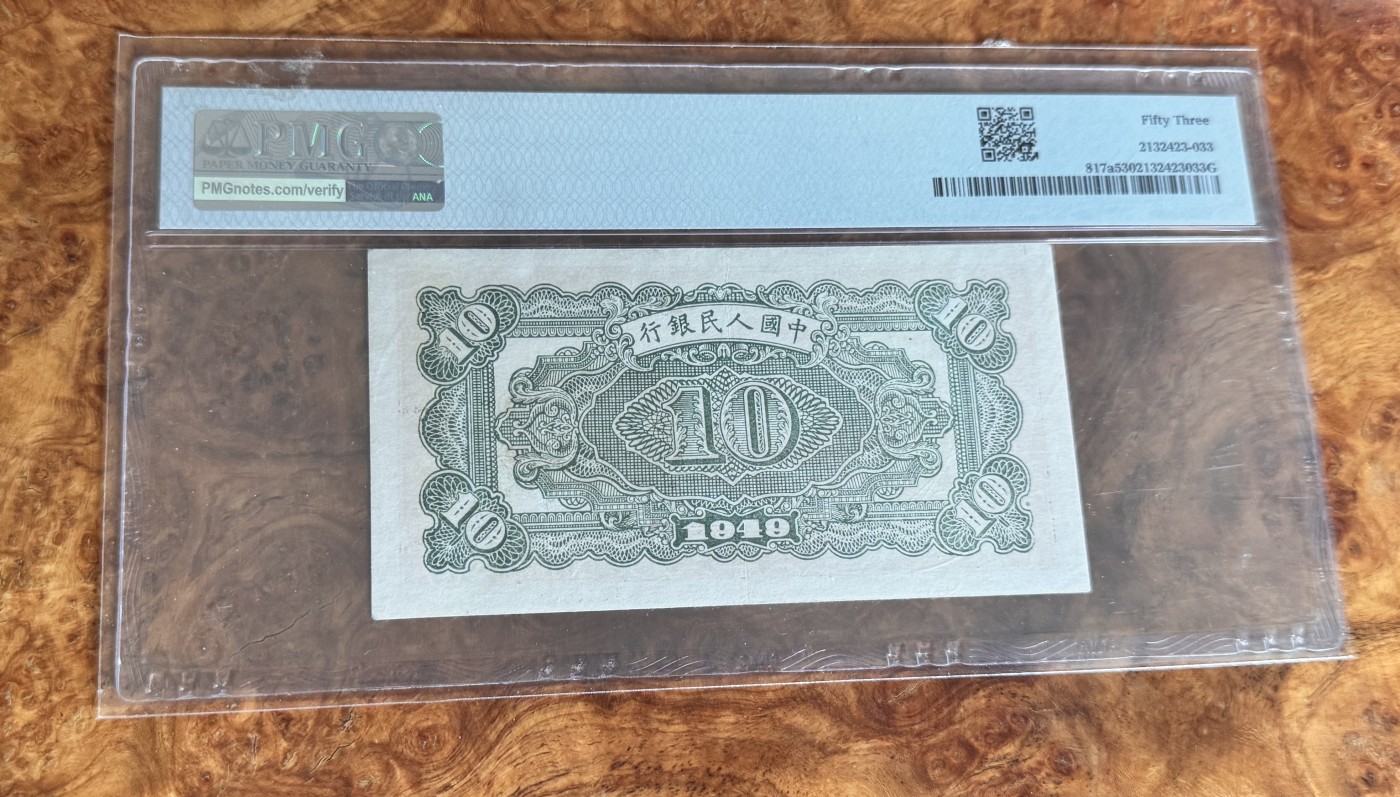 PMG
PAPER MONEY GUARANTY
PMGnotes.com/verify
ANA
Fifty Three
2132423-033
817a5302132423033G
行銀民人國中
10
10
10
10
10
1949